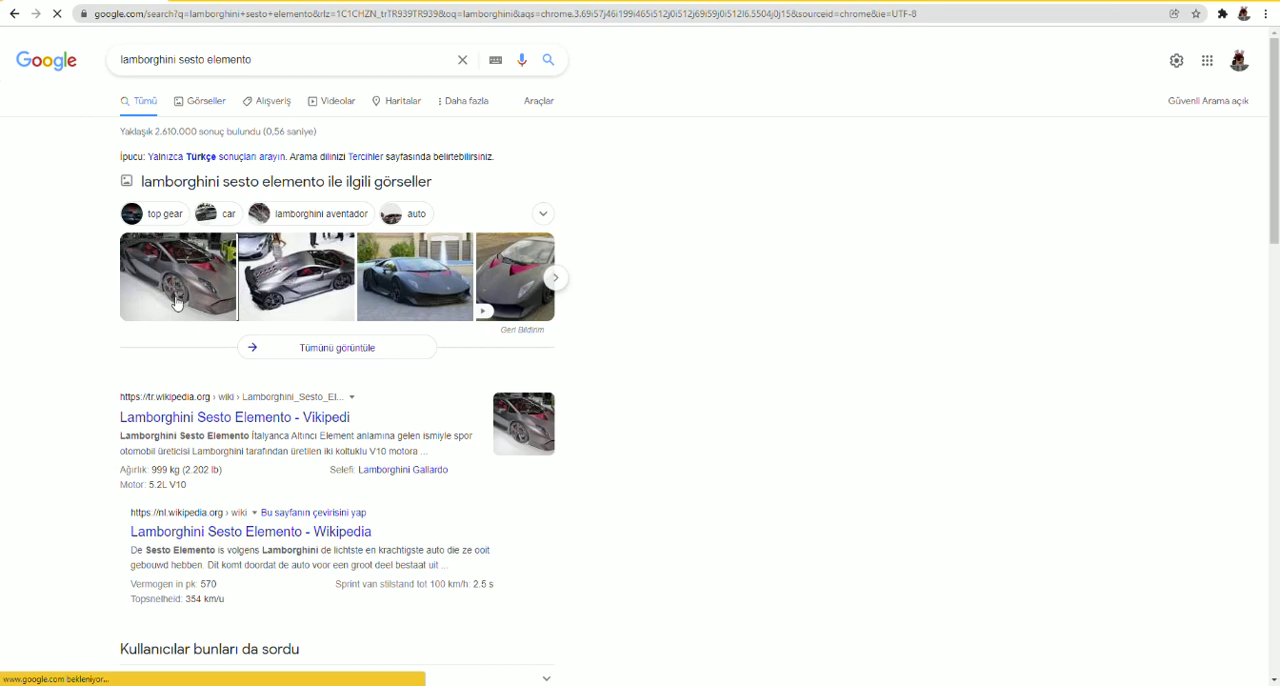 google.com/search?q=lamborghini+sesto+elemento&rlz=1C1CHZN_trTR939TR939&oq=lamborghini&aqs=chrome.3.69i57j46i199i465i512j0i512j69i59j0i512l6.5504j0j15&sourceid=chrome&ie=UTF-8
Google
lamborghini sesto elemento
Tümü Görseller Alışveriş Videolar Haritalar Daha fazla Araçlar Güvenli Arama açık
Yaklaşık 2.610.000 sonuç bulundu (0,56 saniye)
İpucu: Yalnızca Türkçe sonuçları arayın. Arama dilinizi Tercihler sayfasında belirtebilirsiniz.
lamborghini sesto elemento ile ilgili görseller
top gear car lamborghini aventador auto
Geri Bildirim
Tümünü görüntüle
https://tr.wikipedia.org › wiki › Lamborghini_Sesto_El...
Lamborghini Sesto Elemento - Vikipedi
Lamborghini Sesto Elemento İtalyanca Altıncı Element anlamına gelen ismiyle spor
otomobil üreticisi Lamborghini tarafından üretilen iki koltuklu V10 motora ...
Ağırlık: 999 kg (2.202 lb) Selefi: Lamborghini Gallardo
Motor: 5.2L V10
https://nl.wikipedia.org › wiki Bu sayfanın çevirisini yap
Lamborghini Sesto Elemento - Wikipedia
De Sesto Elemento is volgens Lamborghini de lichtste en krachtigste auto die ze ooit
gebouwd hebben. Dit komt doordat de auto voor een groot deel bestaat uit ...
Vermogen in pk: 570 Sprint van stilstand tot 100 km/h: 2.5 s
Topsnelheid: 354 km/u
Kullanıcılar bunları da sordu
www.google.com bekleniyor...